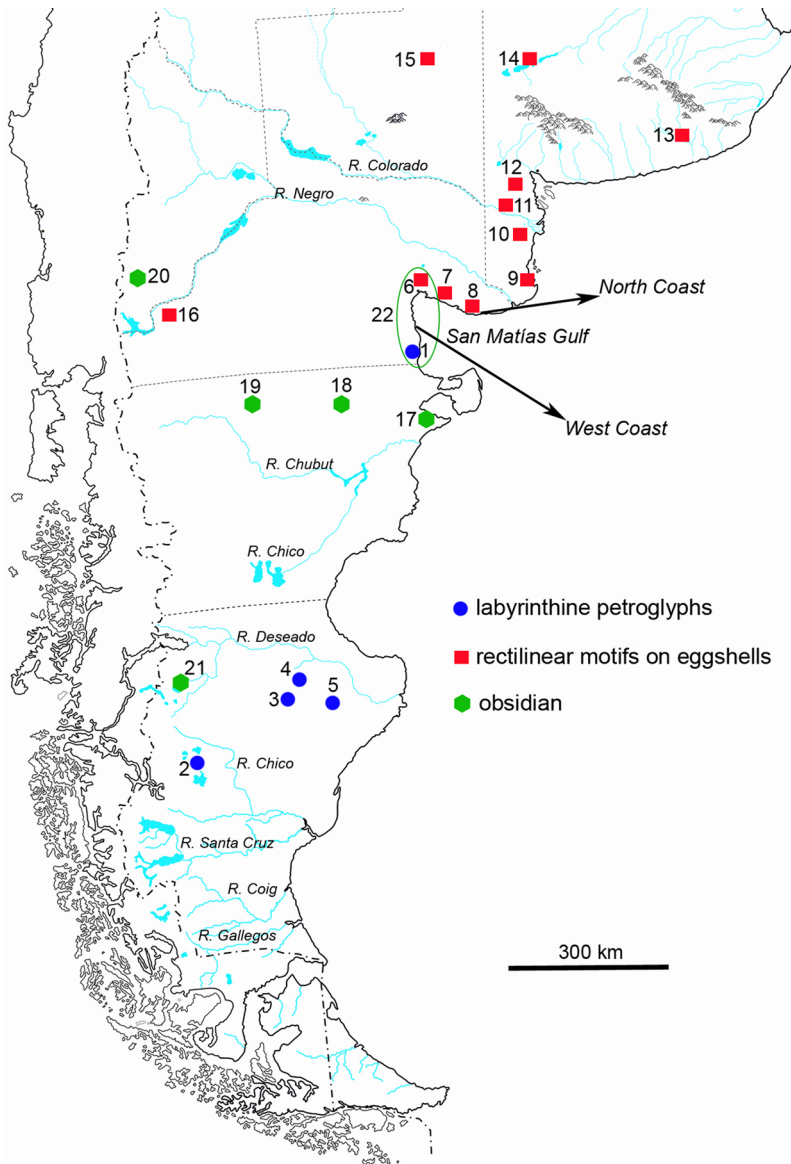 15
14
13
R. Colorado
12
R. Negro
11
10
20
6
7
9
8
North Coast
16
22
San Matías Gulf
1
19
18
17
West Coast
R. Chubut
R. Chico
labyrinthine petroglyphs
R. Deseado
rectilinear motifs on eggshells
21
4
5
3
obsidian
2
R. Chico
R. Santa Cruz
R. Coig
R. Gallegos
300 km